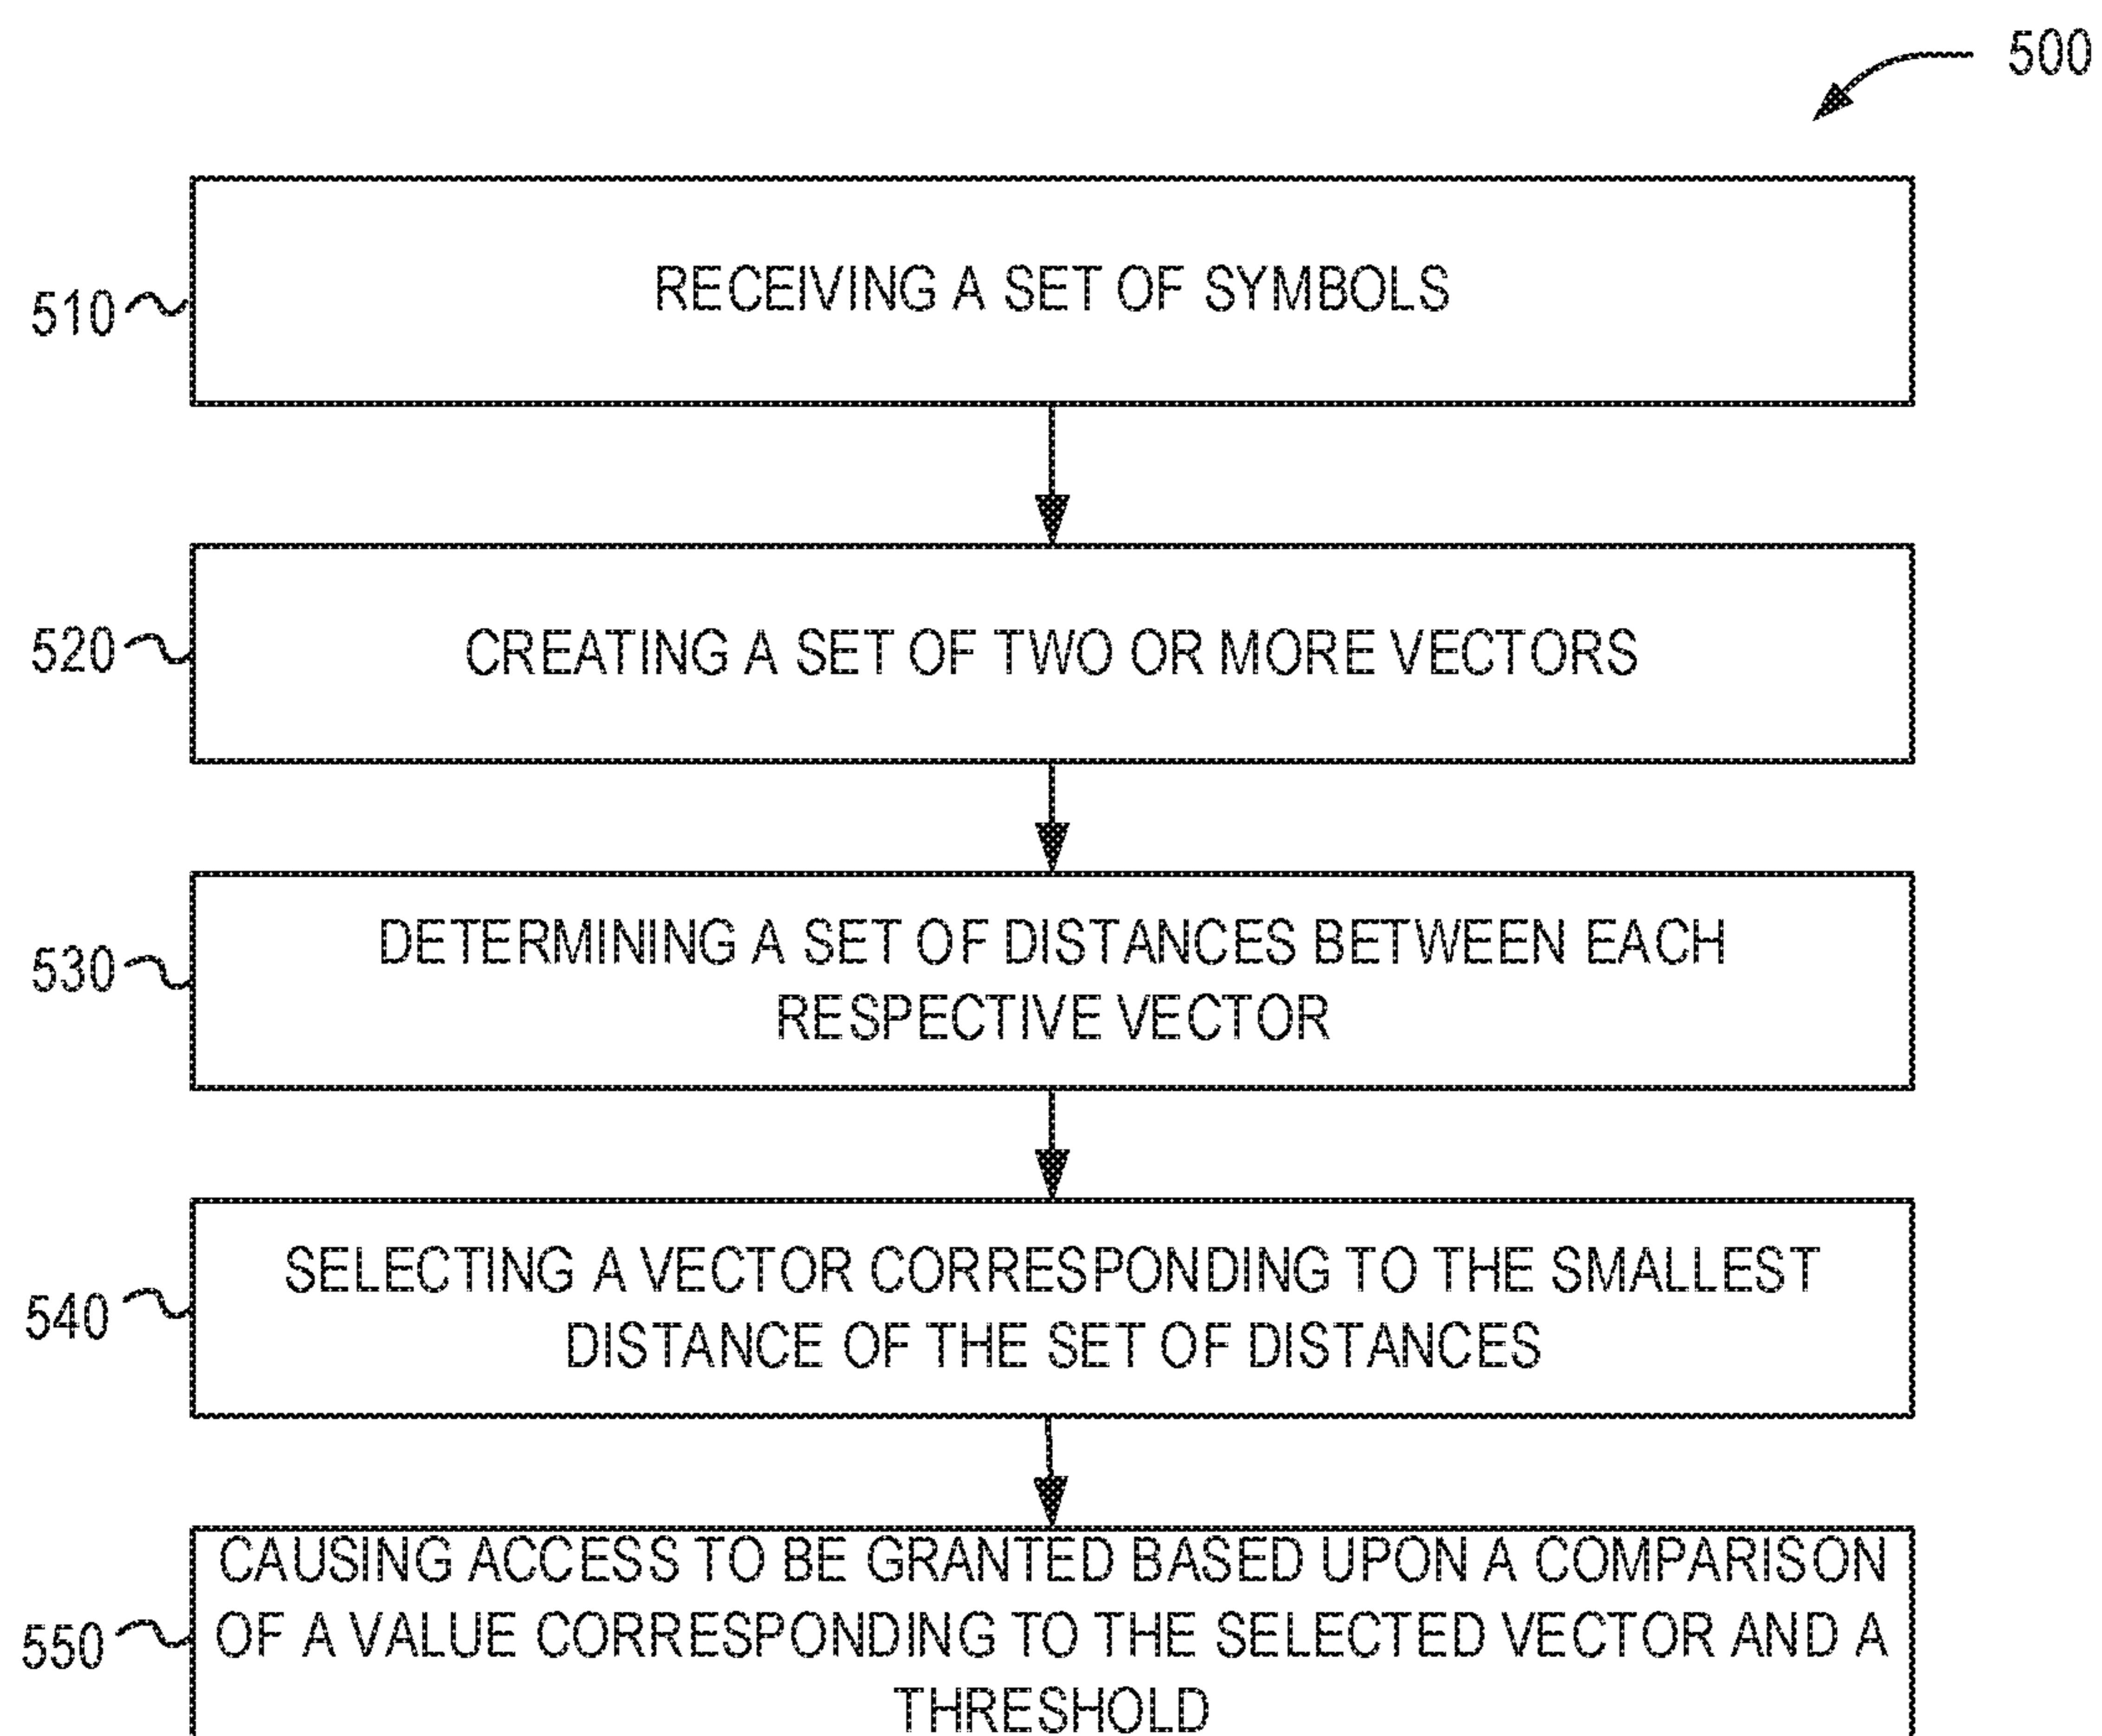 500
510
RECEIVING A SET OF SYMBOLS
520
CREATING A SET OF TWO OR MORE VECTORS
530
DETERMINING A SET OF DISTANCES BETWEEN EACH
RESPECTIVE VECTOR
540
SELECTING A VECTOR CORRESPONDING TO THE SMALLEST
DISTANCE OF THE SET OF DISTANCES
550
CAUSING ACCESS TO BE GRANTED BASED UPON A COMPARISON
OF A VALUE CORRESPONDING TO THE SELECTED VECTOR AND A
THRESHOLD